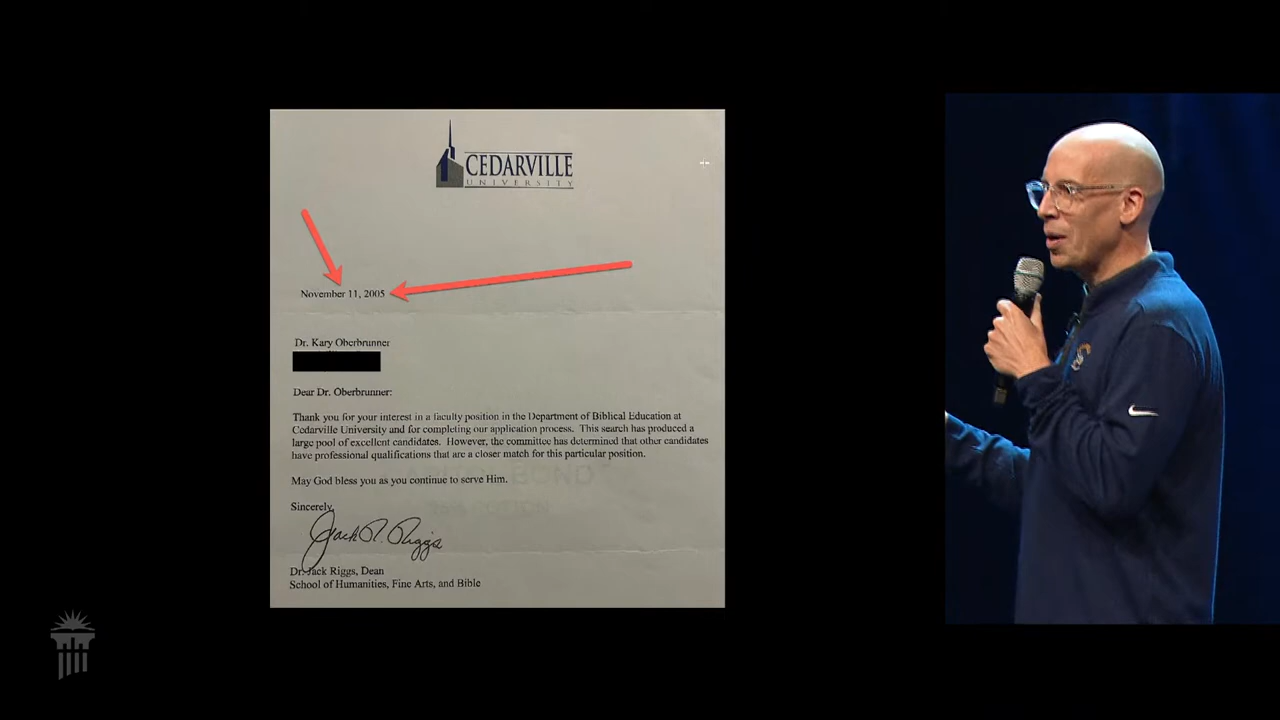 CEDARVILLE
UNIVERSITY
November 11, 2005
Dr. Kary Oberbrunner
Dear Dr. Oberbrunner:
Thank you for your interest in a faculty position in the Department of Biblical Education at
Cedarville University and for completing our application process. This search has produced a
large pool of excellent candidates. However, the committee has determined that other candidates
have professional qualifications that are a closer match for this particular position.
May God bless you as you continue to serve Him.
Sincerely,
Jack R. Riggs
Dr. Jack Riggs, Dean
School of Humanities, Fine Arts, and Bible